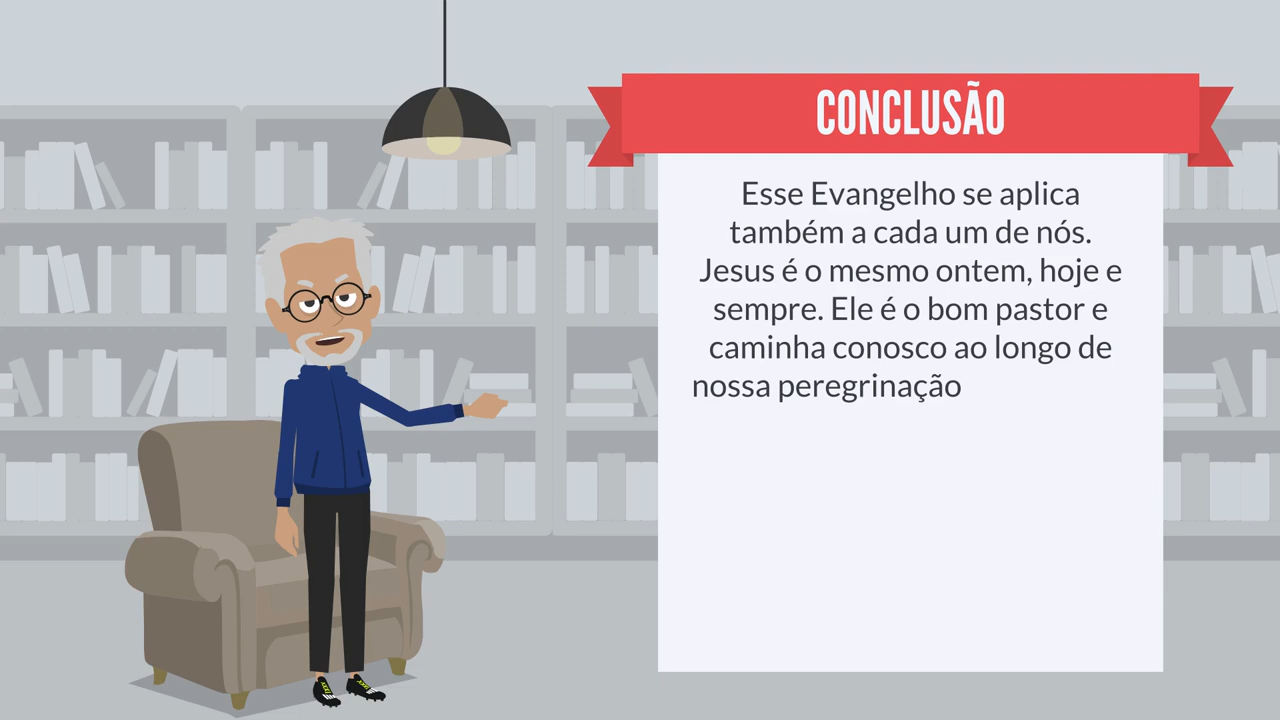 CONCLUSÃO
Esse Evangelho se aplica
também a cada um de nós.
Jesus é o mesmo ontem, hoje e
sempre. Ele é o bom pastor e
caminha conosco ao longo de
nossa peregrinação